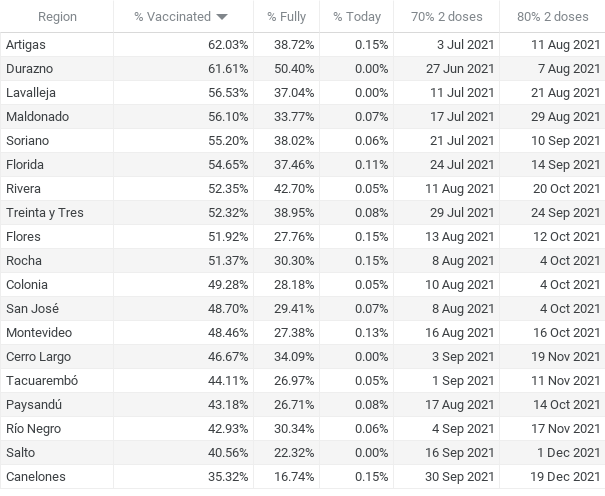 Region % Vaccinated % Fully % Today 70% 2 doses 80% 2 doses
Artigas 62.03% 38.72% 0.15% 3 Jul 2021 11 Aug 2021
Durazno 61.61% 50.40% 0.00% 27 Jun 2021 7 Aug 2021
Lavalleja 56.53% 37.04% 0.00% 11 Jul 2021 21 Aug 2021
Maldonado 56.10% 33.77% 0.07% 17 Jul 2021 29 Aug 2021
Soriano 55.20% 38.02% 0.06% 21 Jul 2021 10 Sep 2021
Florida 54.65% 37.46% 0.11% 24 Jul 2021 14 Sep 2021
Rivera 52.35% 42.70% 0.05% 11 Aug 2021 20 Oct 2021
Treinta y Tres 52.32% 38.95% 0.08% 29 Jul 2021 24 Sep 2021
Flores 51.92% 27.76% 0.15% 13 Aug 2021 12 Oct 2021
Rocha 51.37% 30.30% 0.15% 8 Aug 2021 4 Oct 2021
Colonia 49.28% 28.18% 0.05% 10 Aug 2021 4 Oct 2021
San José 48.70% 29.41% 0.07% 8 Aug 2021 4 Oct 2021
Montevideo 48.46% 27.38% 0.13% 16 Aug 2021 16 Oct 2021
Cerro Largo 46.67% 34.09% 0.00% 3 Sep 2021 19 Nov 2021
Tacuarembó 44.11% 26.97% 0.05% 1 Sep 2021 11 Nov 2021
Paysandú 43.18% 26.71% 0.08% 17 Aug 2021 14 Oct 2021
Río Negro 42.93% 30.34% 0.06% 4 Sep 2021 17 Nov 2021
Salto 40.56% 22.32% 0.00% 16 Sep 2021 1 Dec 2021
Canelones 35.32% 16.74% 0.15% 30 Sep 2021 19 Dec 2021